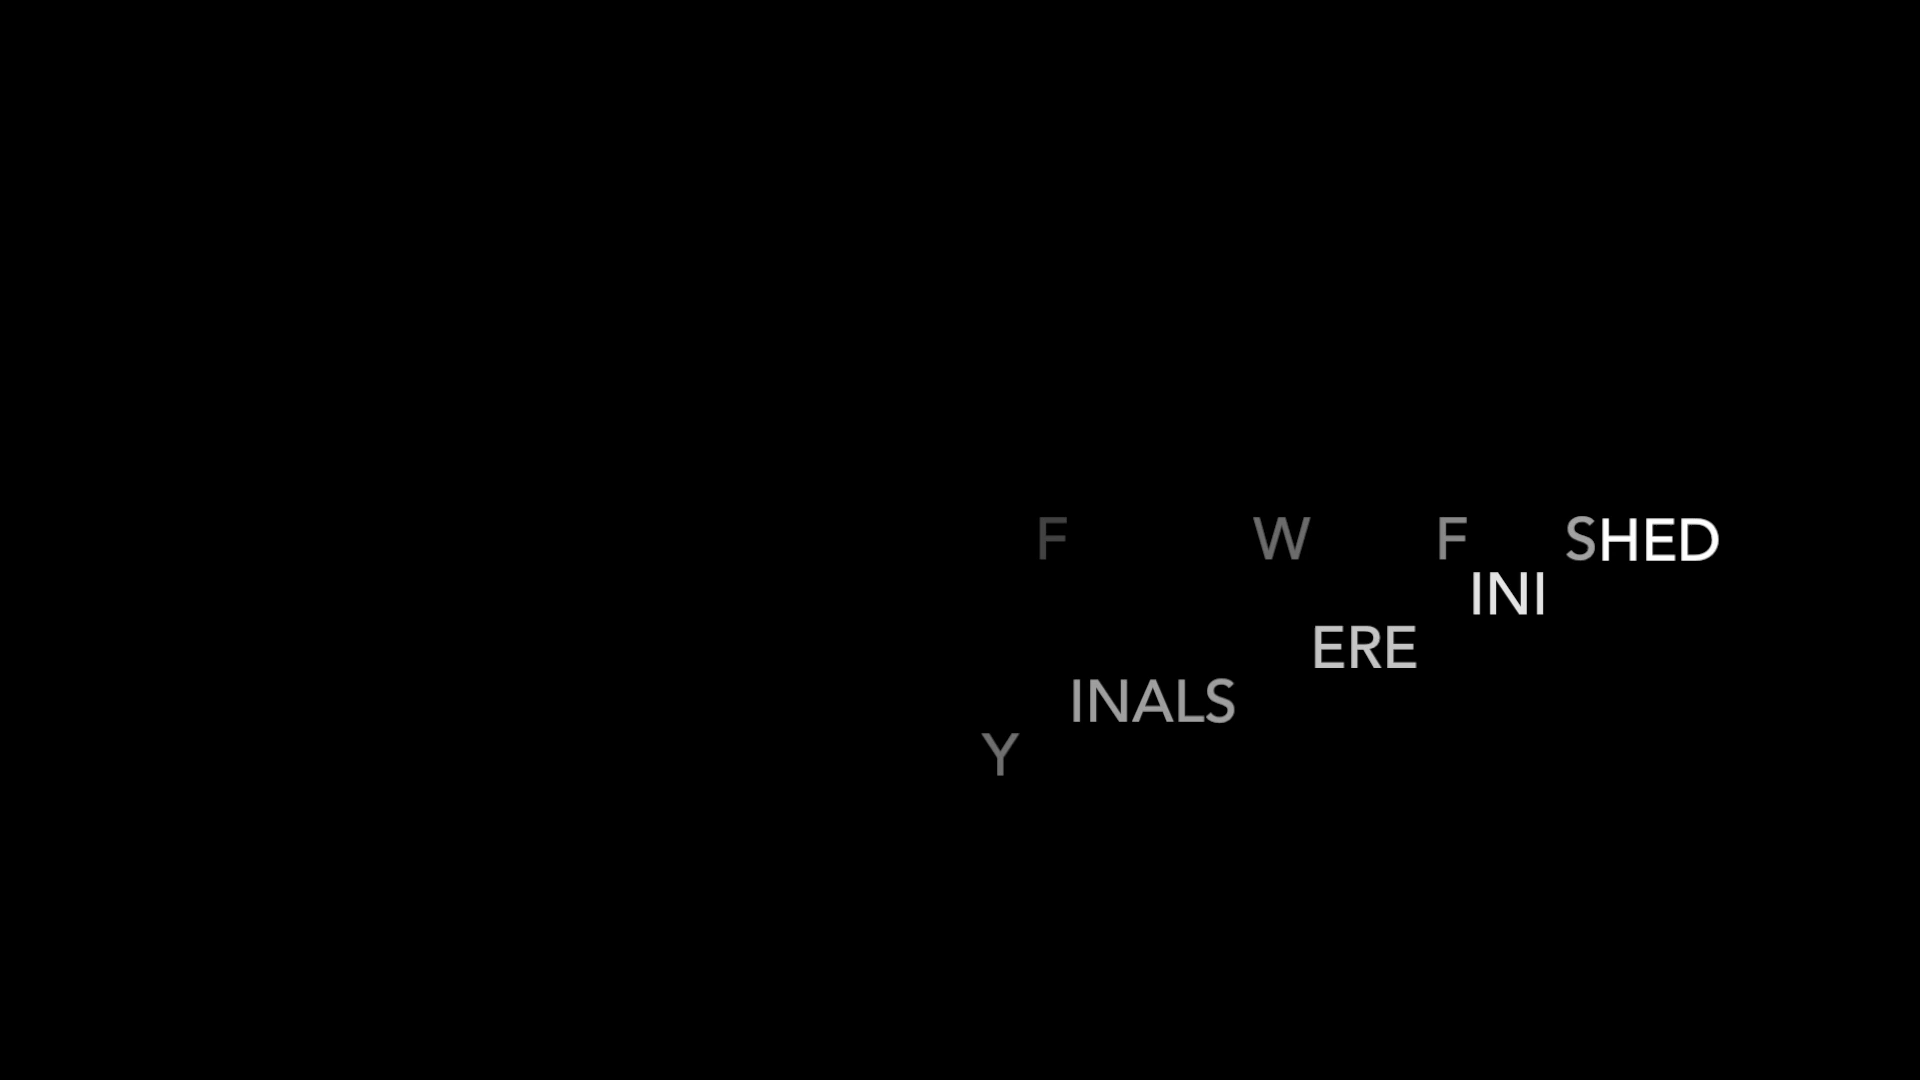 F W F SHED
INI
ERE
INALS
Y